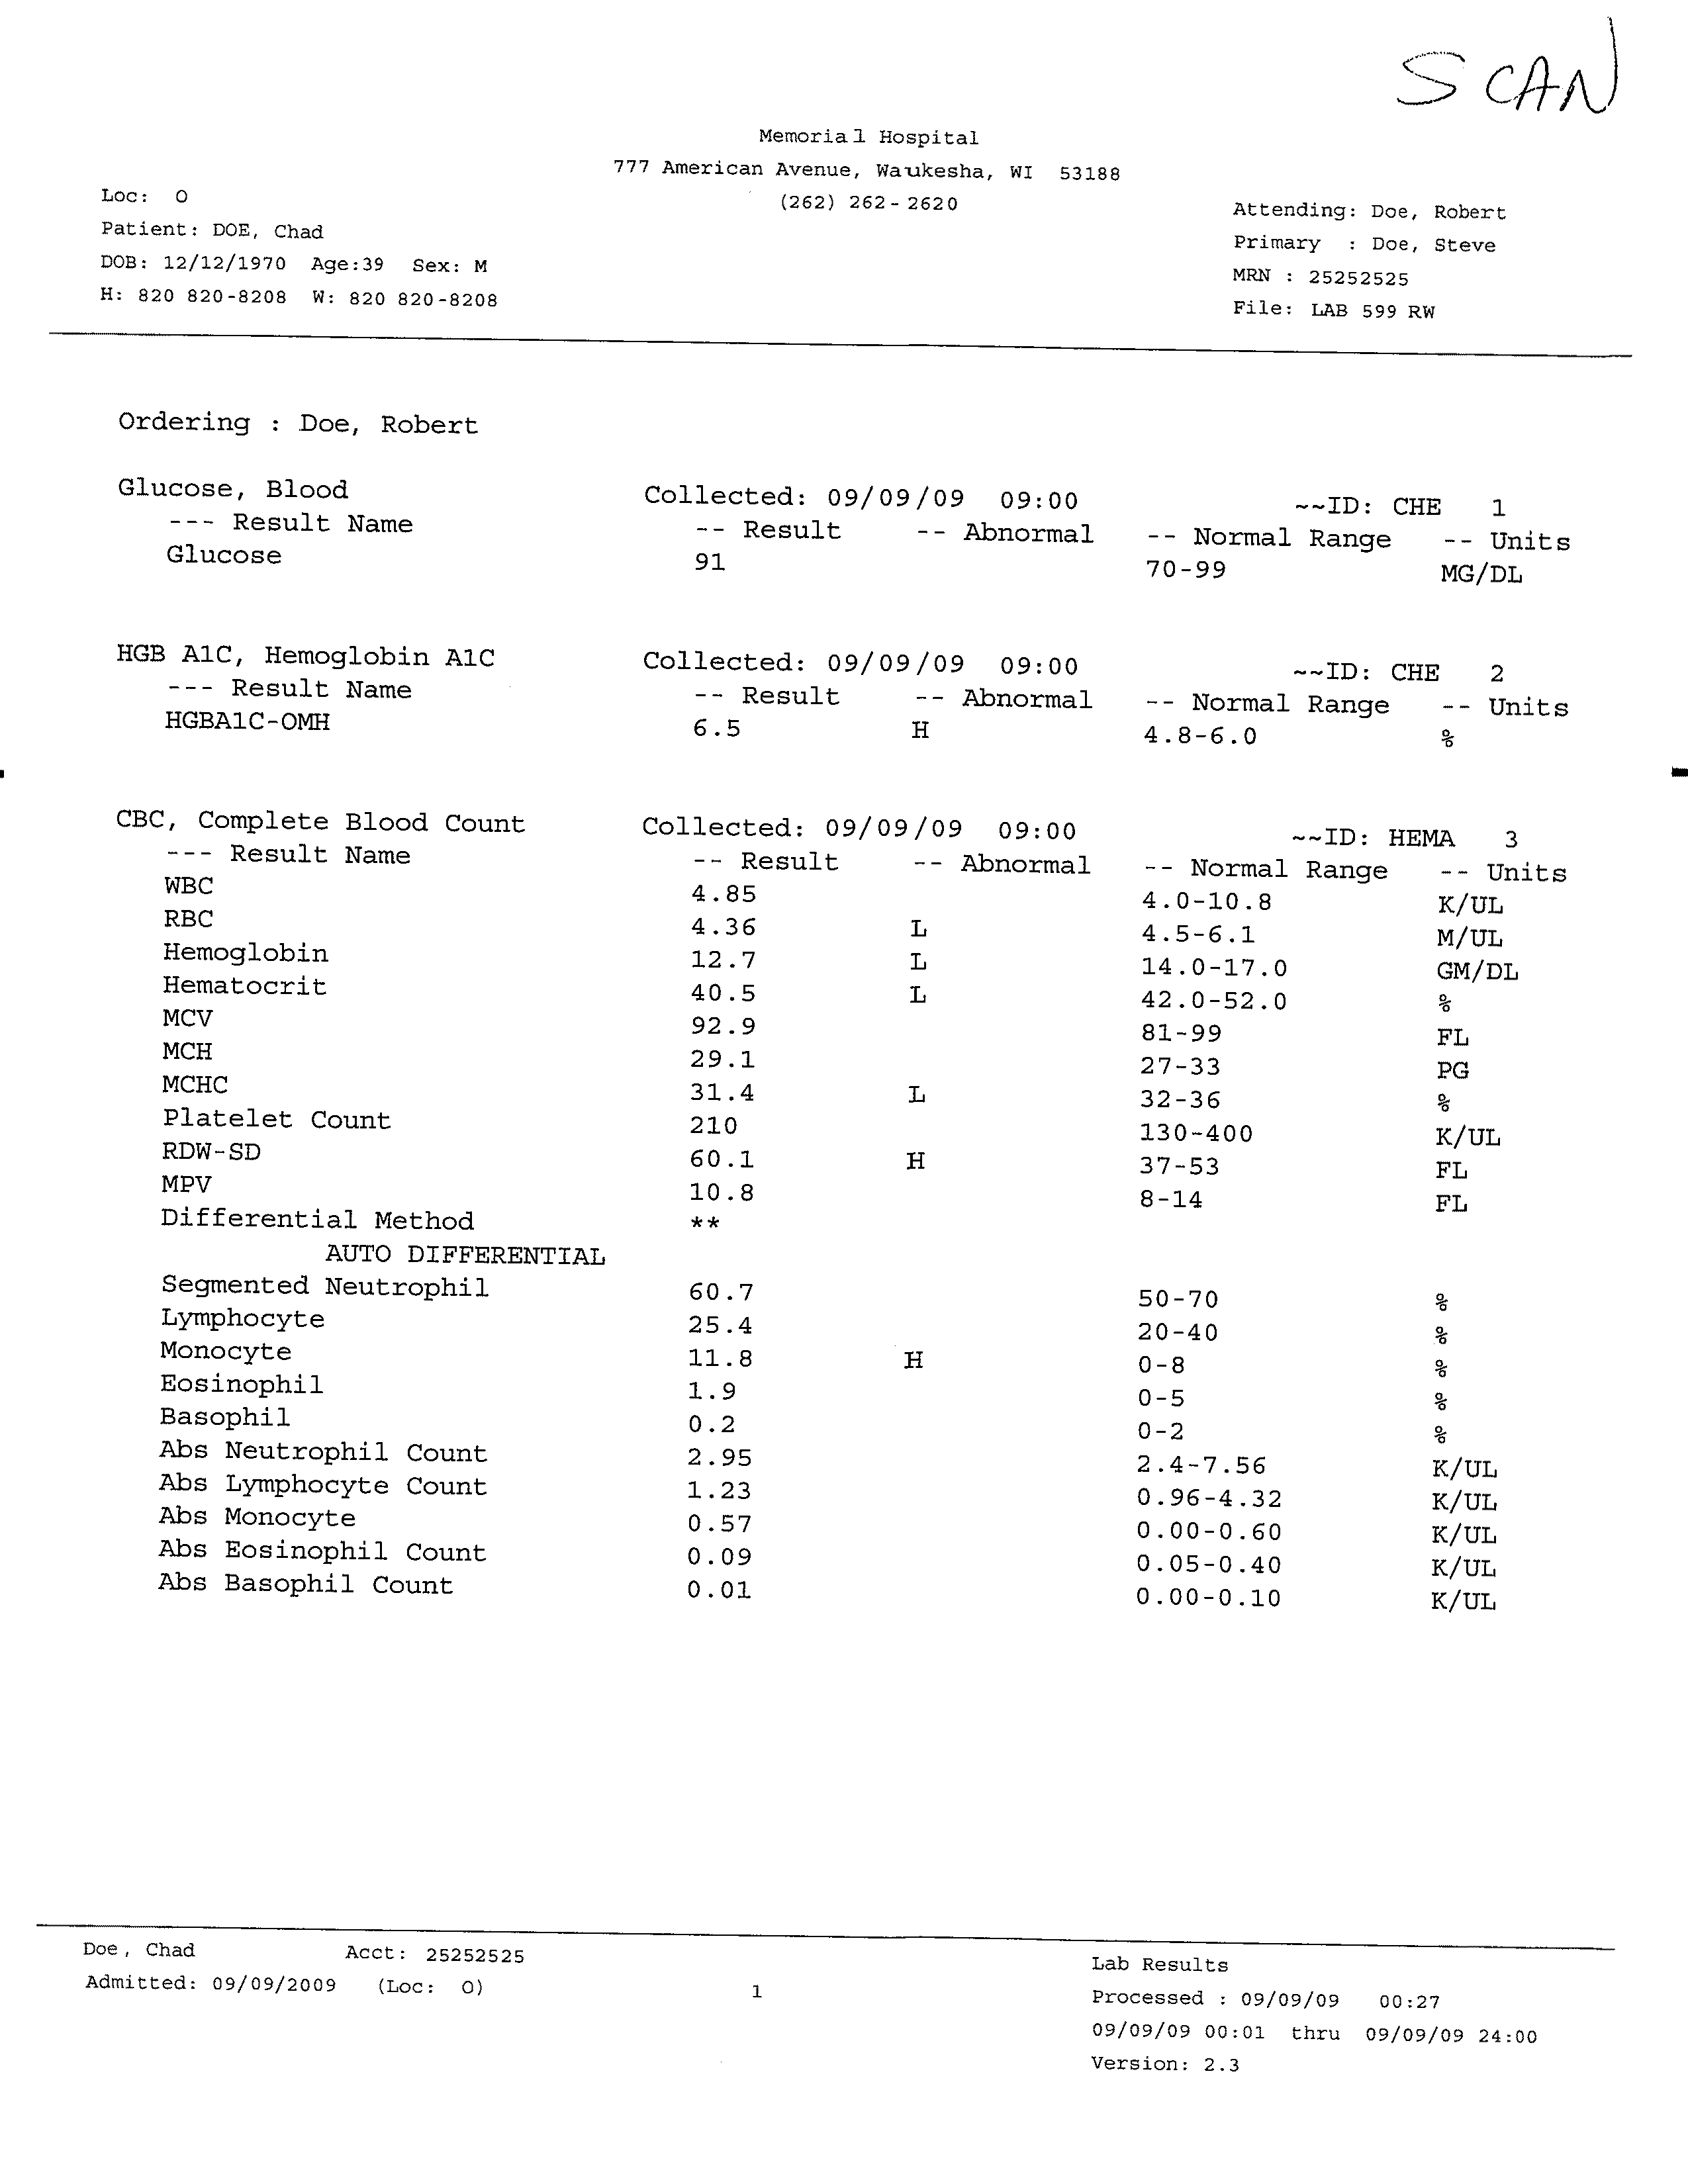 SCAN
Memorial Hospital
777 American Avenue, Waukesha, WI 53188
(262) 262-2620
Loc: O
Patient: DOE, Chad
DOB: 12/12/1970 Age:39 Sex: M
H: 820 820-8208 W: 820 820-8208
Attending: Doe, Robert
Primary : Doe, Steve
MRN : 25252525
File: LAB 599 RW
Ordering : Doe, Robert
Glucose, Blood Collected: 09/09/09 09:00 ~~ID: CHE 1
--- Result Name -- Result -- Abnormal -- Normal Range -- Units
Glucose 91 70-99 MG/DL
HGB A1C, Hemoglobin A1C Collected: 09/09/09 09:00 ~~ID: CHE 2
--- Result Name -- Result -- Abnormal -- Normal Range -- Units
HGBA1C-OMH 6.5 H 4.8-6.0 %
CBC, Complete Blood Count Collected: 09/09/09 09:00 ~~ID: HEMA 3
--- Result Name -- Result -- Abnormal -- Normal Range -- Units
WBC 4.85 4.0-10.8 K/UL
RBC 4.36 L 4.5-6.1 M/UL
Hemoglobin 12.7 L 14.0-17.0 GM/DL
Hematocrit 40.5 L 42.0-52.0 %
MCV 92.9 81-99 FL
MCH 29.1 27-33 PG
MCHC 31.4 L 32-36 %
Platelet Count 210 130-400 K/UL
RDW-SD 60.1 H 37-53 FL
MPV 10.8 8-14 FL
Differential Method **
AUTO DIFFERENTIAL
Segmented Neutrophil 60.7 50-70 %
Lymphocyte 25.4 20-40 %
Monocyte 11.8 H 0-8 %
Eosinophil 1.9 0-5 %
Basophil 0.2 0-2 %
Abs Neutrophil Count 2.95 2.4-7.56 K/UL
Abs Lymphocyte Count 1.23 0.96-4.32 K/UL
Abs Monocyte 0.57 0.00-0.60 K/UL
Abs Eosinophil Count 0.09 0.05-0.40 K/UL
Abs Basophil Count 0.01 0.00-0.10 K/UL
Doe, Chad Acct: 25252525
Admitted: 09/09/2009 (Loc: O)
1
Lab Results
Processed : 09/09/09 00:27
09/09/09 00:01 thru 09/09/09 24:00
Version: 2.3